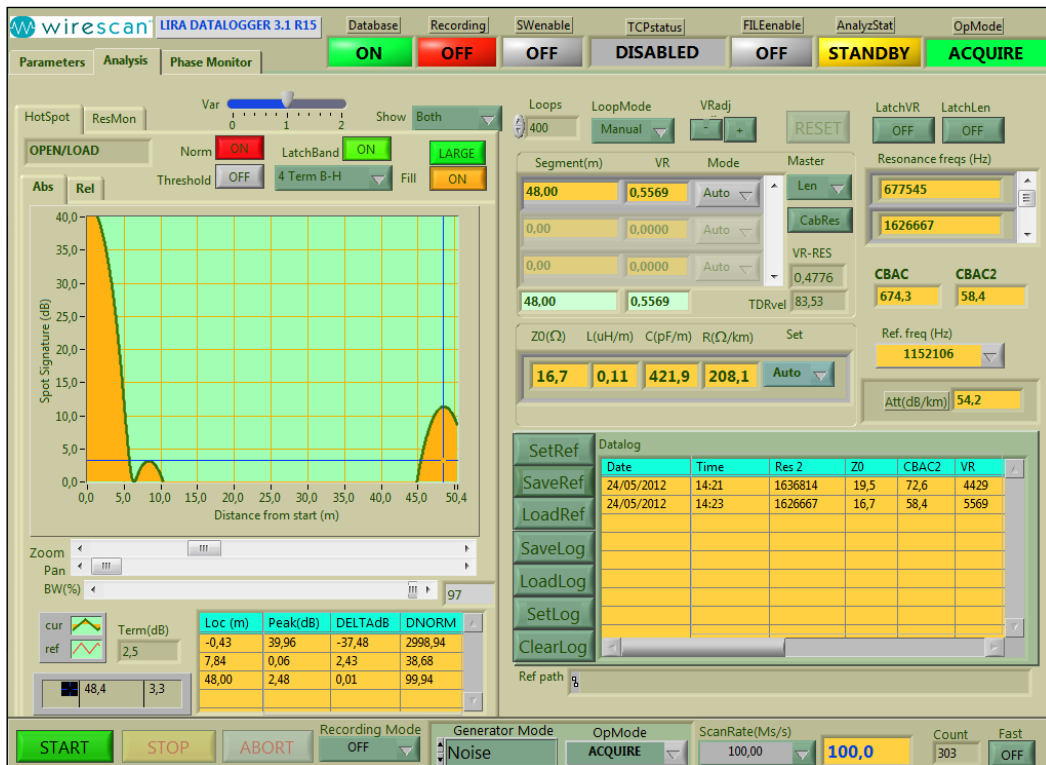 wirescan LIRA DATALOGGER 3.1 R15
Database Recording SWenable TCPstatus FILEenable AnalyzStat OpMode
ON OFF OFF DISABLED OFF STANDBY ACQUIRE
Parameters Analysis Phase Monitor
HotSpot ResMon
Var 0 1 2
Show Both
OPEN/LOAD
Norm ON LatchBand ON LARGE
Threshold OFF 4 Term B-H Fill ON
Abs Rel
Spot Signature (dB)
40,0
35,0
30,0
25,0
20,0
15,0
10,0
5,0
0,0
0,0 5,0 10,0 15,0 20,0 25,0 30,0 35,0 40,0 45,0 50,4
Distance from start (m)
Zoom
Pan
BW(%) 97
cur
ref
Term(dB)
2,5
48,4 3,3
Loc (m) Peak(dB) DELTAdB DNORM
-0,43 39,96 -37,48 2998,94
7,84 0,06 2,43 38,68
48,00 2,48 0,01 99,94
Loops LoopMode VRadj
400 Manual - + RESET
LatchVR LatchLen
OFF OFF
Segment(m) VR Mode Master
48,00 0,5569 Auto Len
0,00 0,0000 Auto CabRes
0,00 0,0000 Auto
VR-RES
0,4776
48,00 0,5569 TDRvel 83,53
Resonance freqs (Hz)
677545
1626667
CBAC CBAC2
674,3 58,4
Z0(Ω) L(uH/m) C(pF/m) R(Ω/km) Set
16,7 0,11 421,9 208,1 Auto
Ref. freq (Hz)
1152106
Att(dB/km) 54,2
SetRef
SaveRef
LoadRef
SaveLog
LoadLog
SetLog
ClearLog
Datalog
Date Time Res 2 Z0 CBAC2 VR
24/05/2012 14:21 1636814 19,5 72,6 4429
24/05/2012 14:23 1626667 16,7 58,4 5569
Ref path
START STOP ABORT
Recording Mode
OFF
Generator Mode
Noise
OpMode
ACQUIRE
ScanRate(Ms/s)
100,00 100,0
Count
303
Fast
OFF